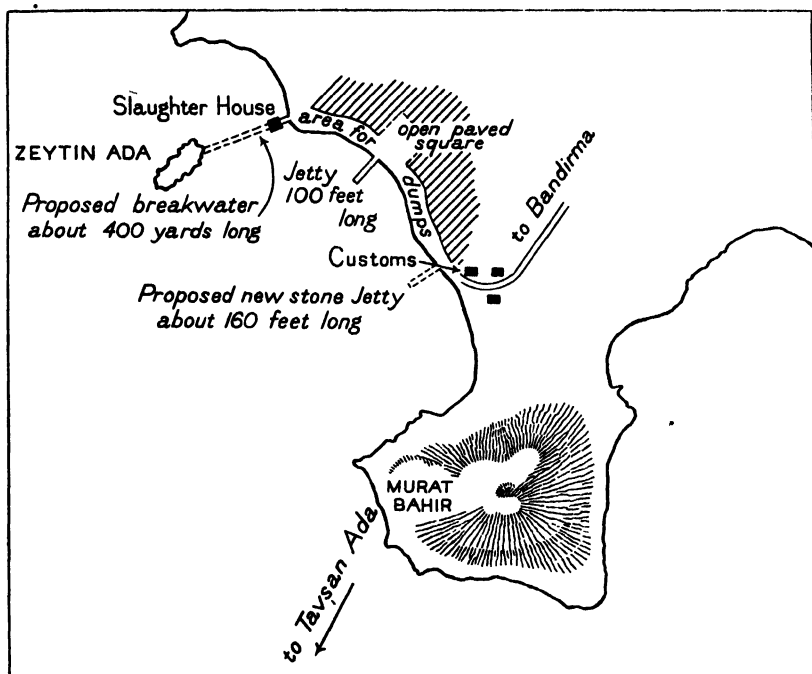 Slaughter House
area for
open paved
square
ZEYTIN ADA
Jetty
100 feet
long
dumps
to Bandirma
Proposed breakwater
about 400 yards long
Customs
Proposed new stone Jetty
about 160 feet long
MURAT
BAHIR
to Tavşan Ada